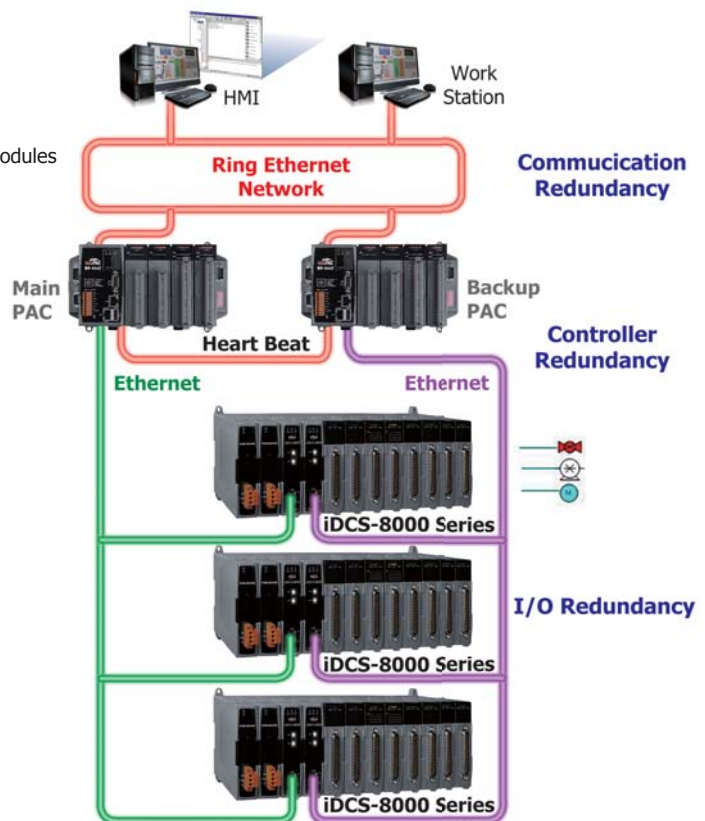 HMI
Work
Station
odules
Ring Ethernet
Network
Commucication
Redundancy
Main
PAC
Backup
PAC
Heart Beat
Controller
Redundancy
Ethernet
Ethernet
iDCS-8000 Series
iDCS-8000 Series
I/O Redundancy
iDCS-8000 Series